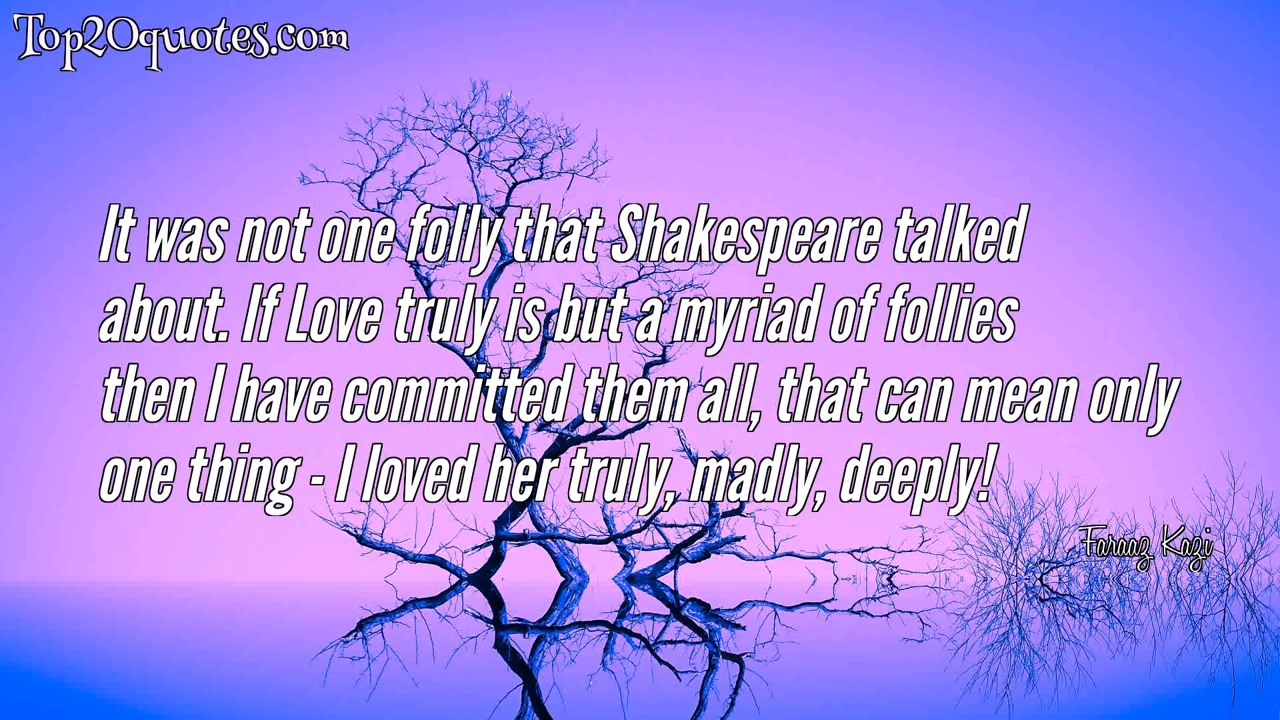 Top20quotes.com
It was not one folly that Shakespeare talked
about. If Love truly is but a myriad of follies
then I have committed them all, that can mean only
one thing - I loved her truly, madly, deeply!
Faraaz Kazi